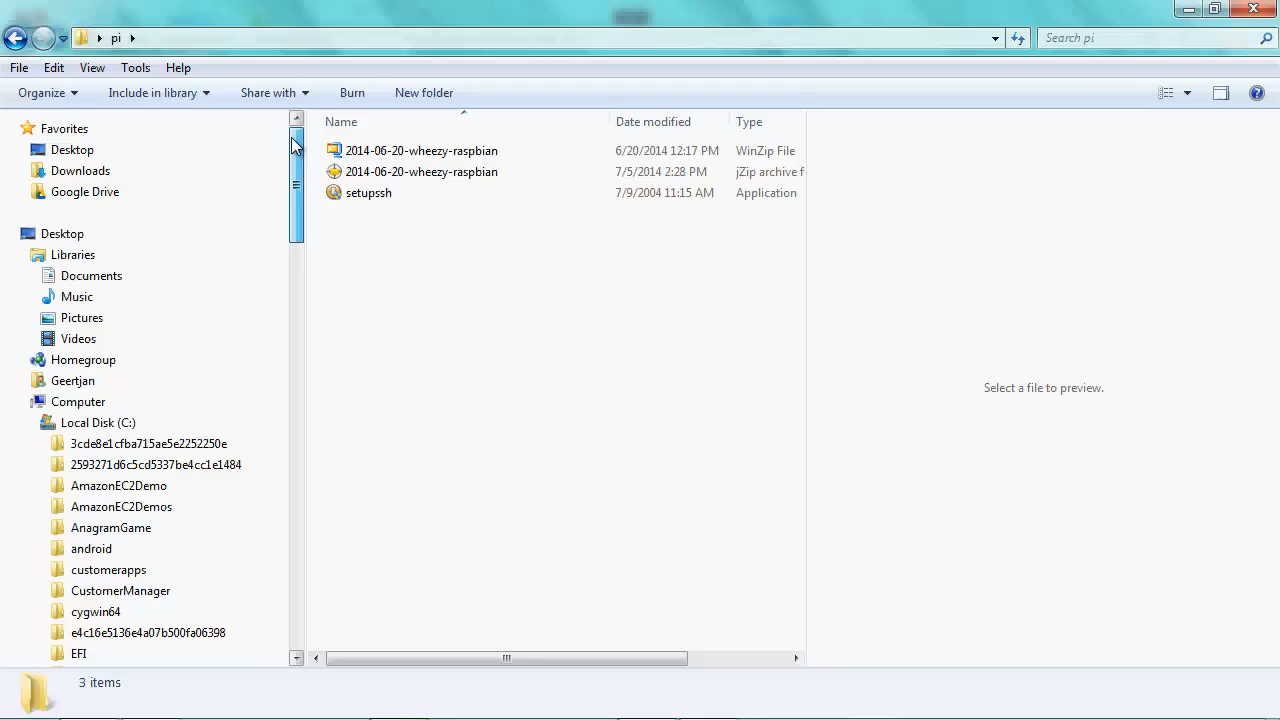 pi
Search pi
File Edit View Tools Help
Organize Include in library Share with Burn New folder
Name Date modified Type
Favorites
Desktop
Downloads
Google Drive
Desktop
Libraries
Documents
Music
Pictures
Videos
Homegroup
Geertjan
Computer
Local Disk (C:)
3cde8e1cfba715ae5e2252250e
2593271d6c5cd5337be4cc1e1484
AmazonEC2Demo
AmazonEC2Demos
AnagramGame
android
customerapps
CustomerManager
cygwin64
e4c16e5136e4a07b500fa06398
EFI
2014-06-20-wheezy-raspbian 6/20/2014 12:17 PM WinZip File
2014-06-20-wheezy-raspbian 7/5/2014 2:28 PM jZip archive f
setupssh 7/9/2004 11:15 AM Application
Select a file to preview.
3 items